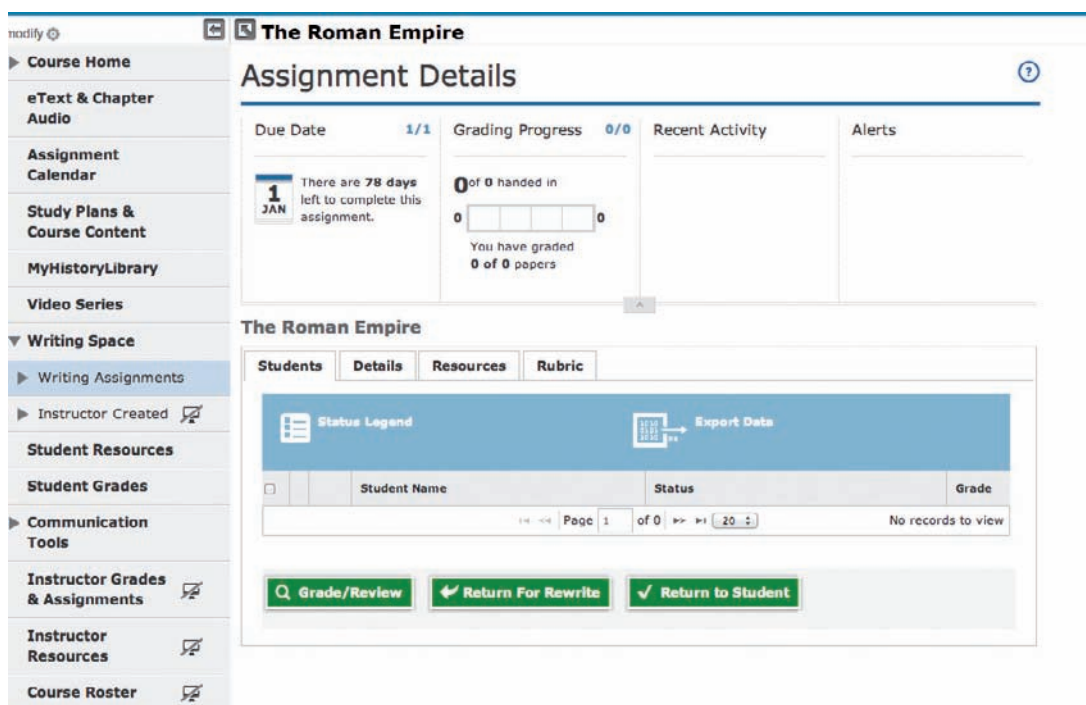 modify
The Roman Empire
Course Home
eText & Chapter
Audio
Assignment
Calendar
Study Plans &
Course Content
MyHistoryLibrary
Video Series
Writing Space
Writing Assignments
Instructor Created
Student Resources
Student Grades
Communication
Tools
Instructor Grades
& Assignments
Instructor
Resources
Course Roster
Assignment Details
?
Due Date 1/1
1
JAN
There are 78 days
left to complete this
assignment.
Grading Progress 0/0
0 of 0 handed in
0 0
You have graded
0 of 0 papers
Recent Activity
Alerts
The Roman Empire
Students Details Resources Rubric
Status Legend Export Data
Student Name Status Grade
Page 1 of 0 20 No records to view
Grade/Review Return For Rewrite Return to Student